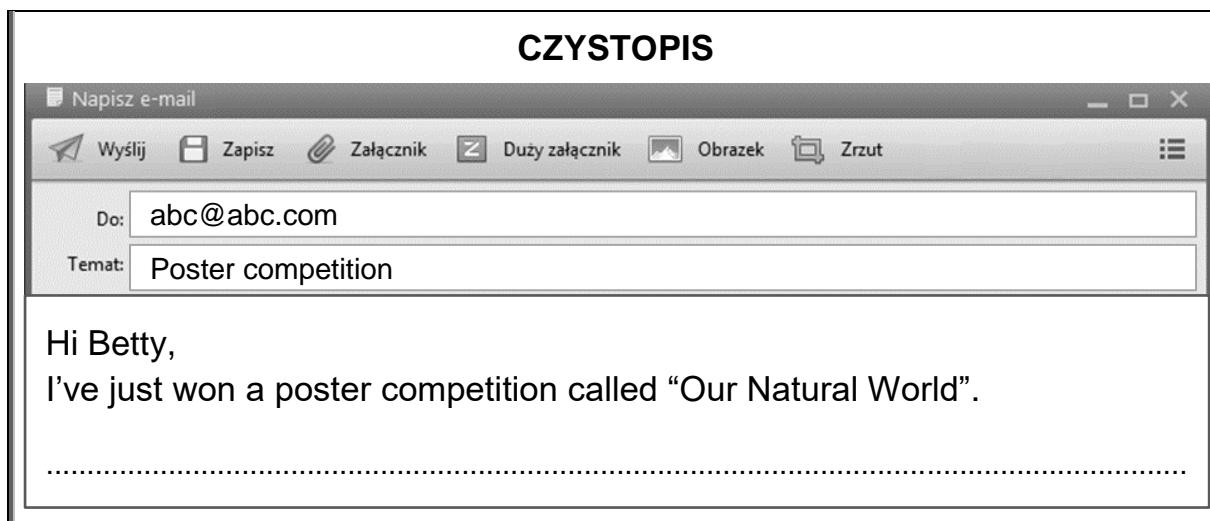 CZYSTOPIS
Napisz e-mail
Wyślij Zapisz Załącznik Duży załącznik Obrazek Zrzut
Do: abc@abc.com
Temat: Poster competition
Hi Betty,
I’ve just won a poster competition called “Our Natural World”.
....................................................................................................................................